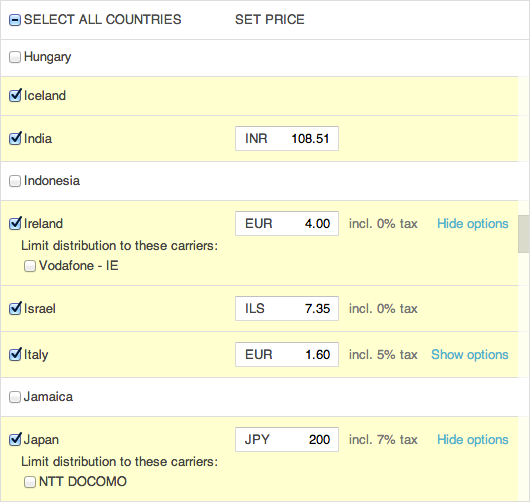 SELECT ALL COUNTRIES SET PRICE
Hungary
Iceland
India INR 108.51
Indonesia
Ireland EUR 4.00 incl. 0% tax Hide options
Limit distribution to these carriers:
Vodafone - IE
Israel ILS 7.35 incl. 0% tax
Italy EUR 1.60 incl. 5% tax Show options
Jamaica
Japan JPY 200 incl. 7% tax Hide options
Limit distribution to these carriers:
NTT DOCOMO